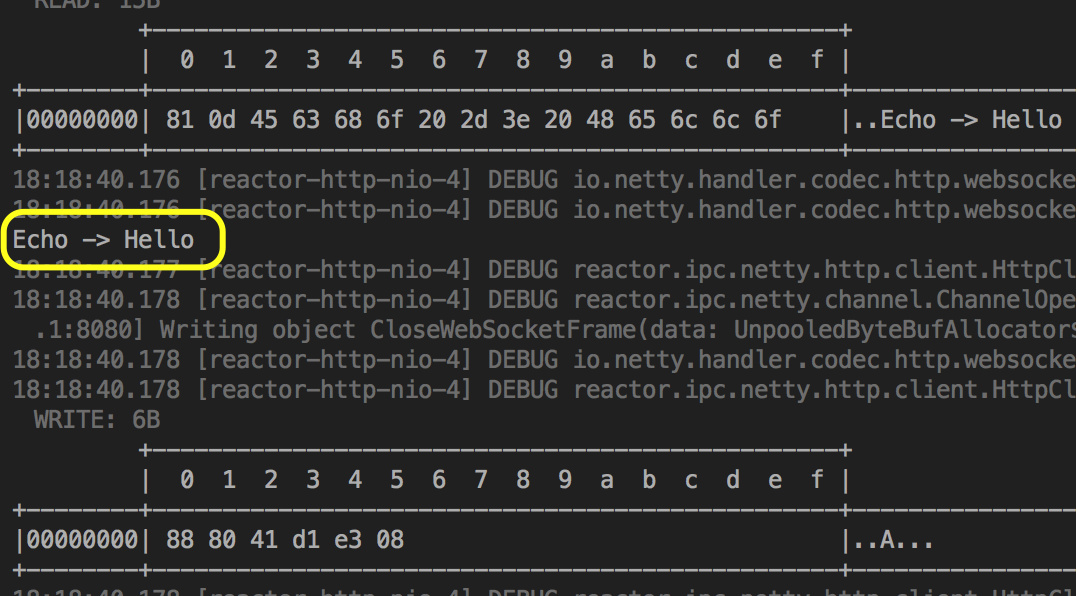 READ: 15B
+-------------------------------------------------+
| 0 1 2 3 4 5 6 7 8 9 a b c d e f |
+--------+-------------------------------------------------+----------------
|00000000| 81 0d 45 63 68 6f 20 2d 3e 20 48 65 6c 6c 6f |..Echo -> Hello
+--------+-------------------------------------------------+----------------
18:18:40.176 [reactor-http-nio-4] DEBUG io.netty.handler.codec.http.websocke
18:18:40.176 [reactor-http-nio-4] DEBUG io.netty.handler.codec.http.websocke
Echo -> Hello
18:18:40.177 [reactor-http-nio-4] DEBUG reactor.ipc.netty.http.client.HttpCl
18:18:40.178 [reactor-http-nio-4] DEBUG reactor.ipc.netty.channel.ChannelOpe
.1:8080] Writing object CloseWebSocketFrame(data: UnpooledByteBufAllocator$
18:18:40.178 [reactor-http-nio-4] DEBUG io.netty.handler.codec.http.websocke
18:18:40.178 [reactor-http-nio-4] DEBUG reactor.ipc.netty.http.client.HttpCl
WRITE: 6B
+-------------------------------------------------+
| 0 1 2 3 4 5 6 7 8 9 a b c d e f |
+--------+-------------------------------------------------+----------------
|00000000| 88 80 41 d1 e3 08 |..A...
+--------+-------------------------------------------------+----------------
18:18:40.178 [reactor-http-nio-4] DEBUG reactor.ipc.netty.http.client.HttpCl